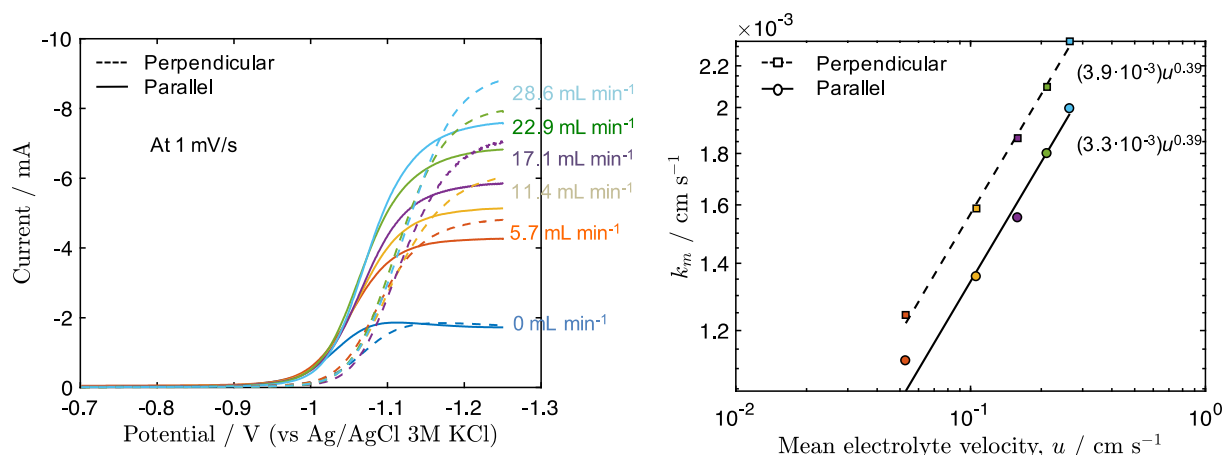 -10
-8
-6
-4
-2
0
Current / mA
Perpendicular
Parallel
At 1 mV/s
28.6 mL min⁻¹
22.9 mL min⁻¹
17.1 mL min⁻¹
11.4 mL min⁻¹
5.7 mL min⁻¹
0 mL min⁻¹
-0.7 -0.8 -0.9 -1 -1.1 -1.2 -1.3
Potential / V (vs Ag/AgCl 3M KCl)
×10⁻³
2.2
2
1.8
1.6
1.4
1.2
kₘ / cm s⁻¹
Perpendicular
Parallel
(3.9·10⁻³)u⁰·³⁹
(3.3·10⁻³)u⁰·³⁹
10⁻² 10⁻¹ 10⁰
Mean electrolyte velocity, u / cm s⁻¹